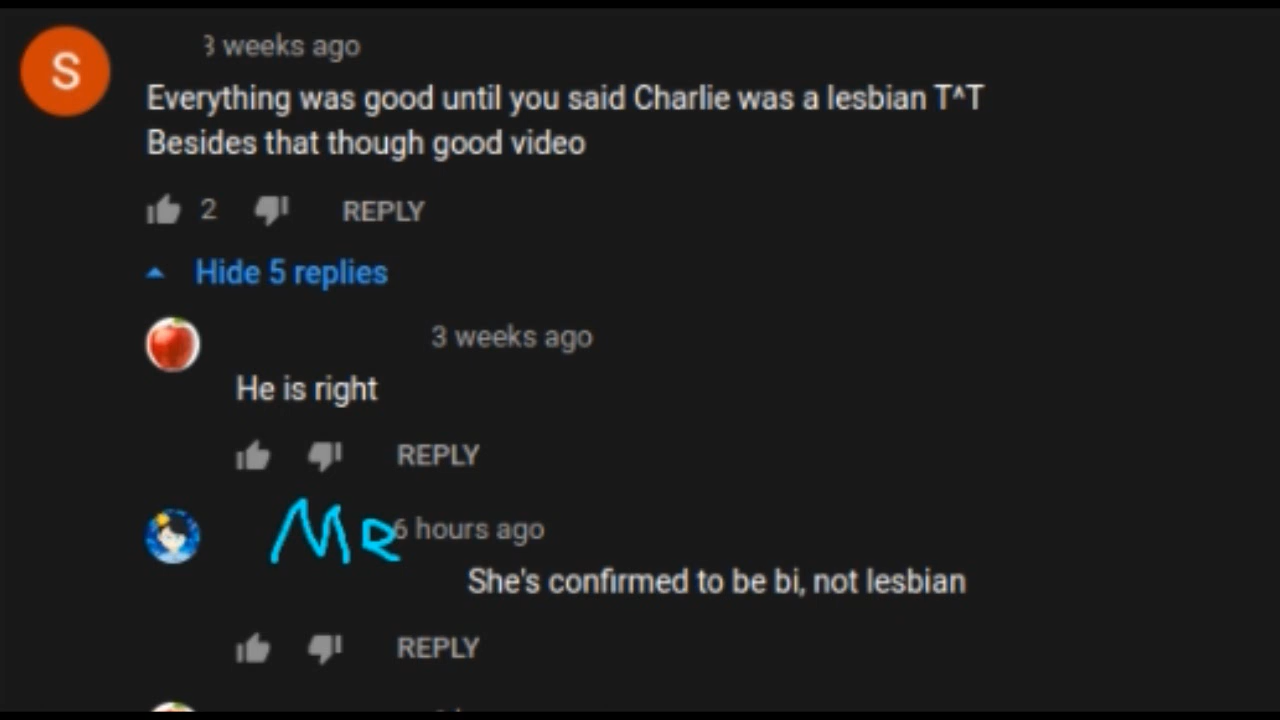 S
3 weeks ago
Everything was good until you said Charlie was a lesbian T^T
Besides that though good video
2 REPLY
Hide 5 replies
3 weeks ago
He is right
REPLY
MR 6 hours ago
She's confirmed to be bi, not lesbian
REPLY